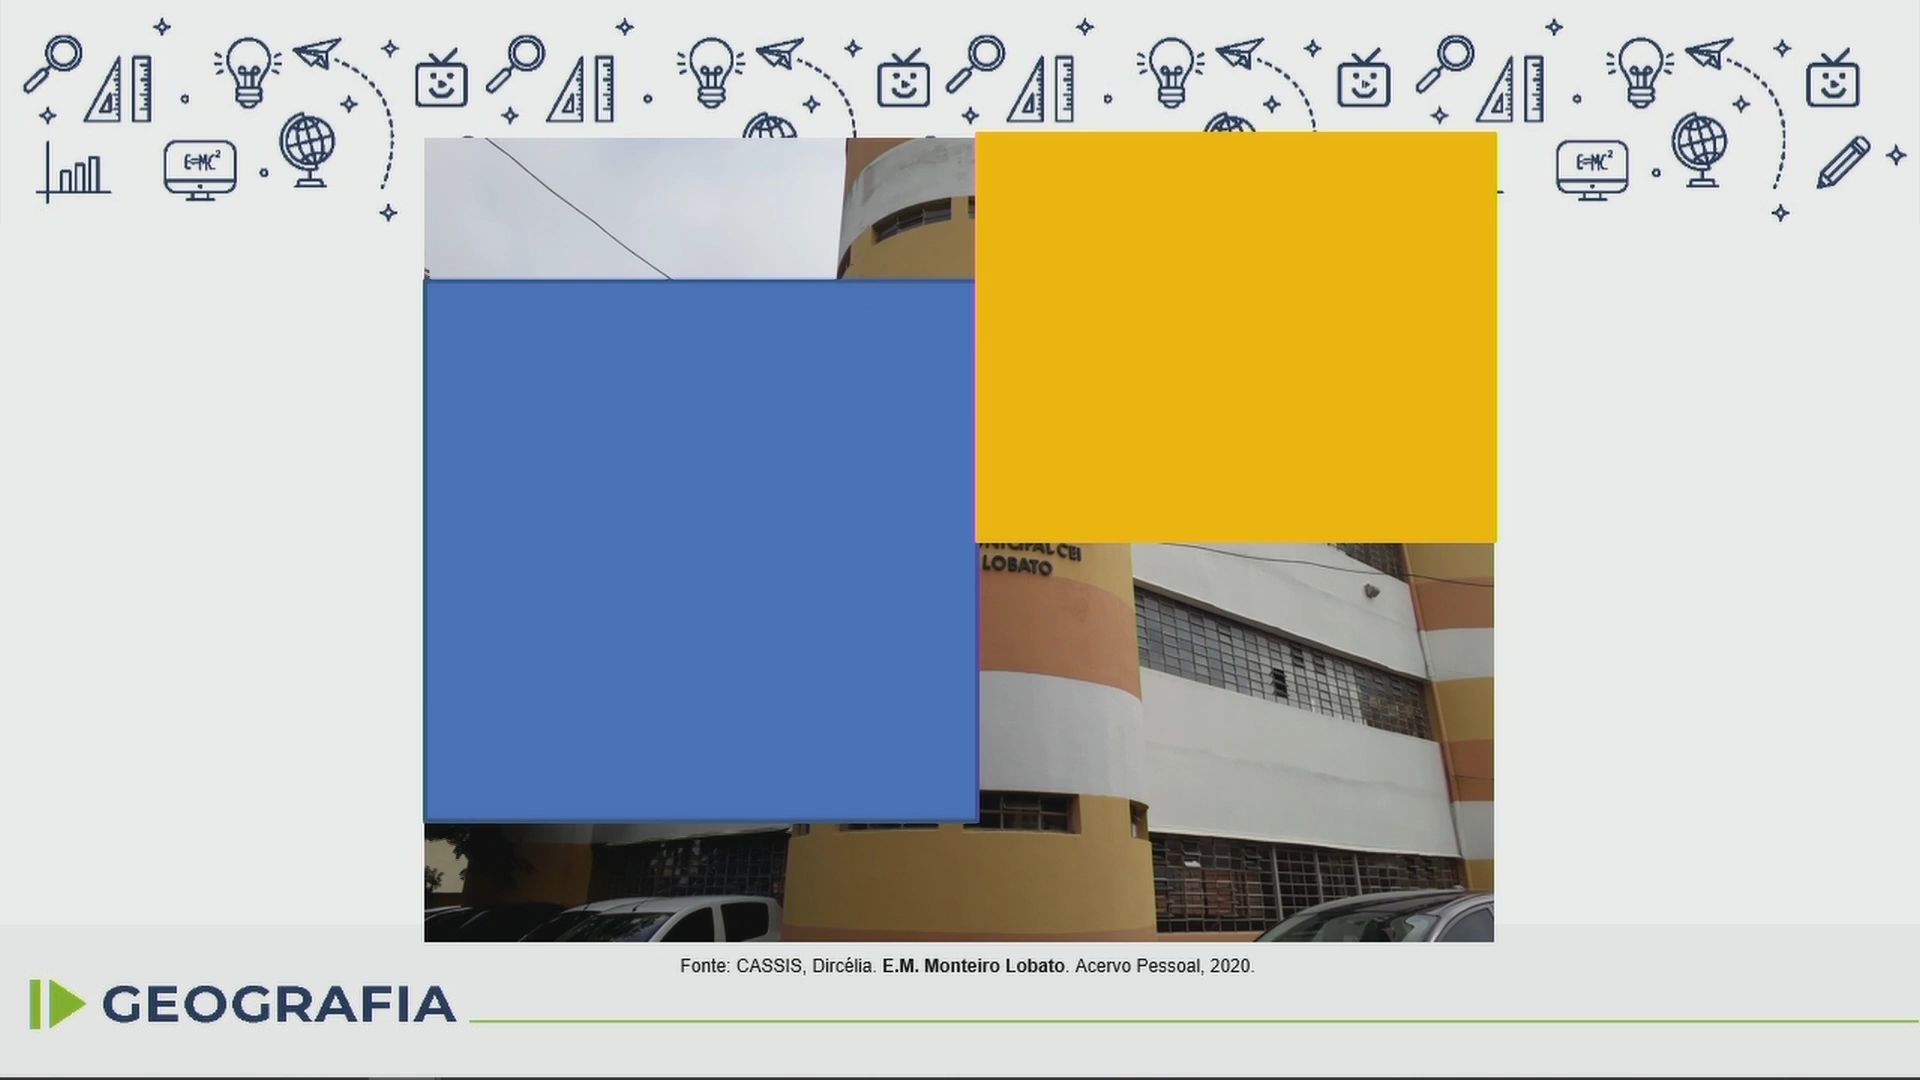 E=MC²
E=MC²
LOBATO
Fonte: CASSIS, Dircélia. E.M. Monteiro Lobato. Acervo Pessoal, 2020.
GEOGRAFIA